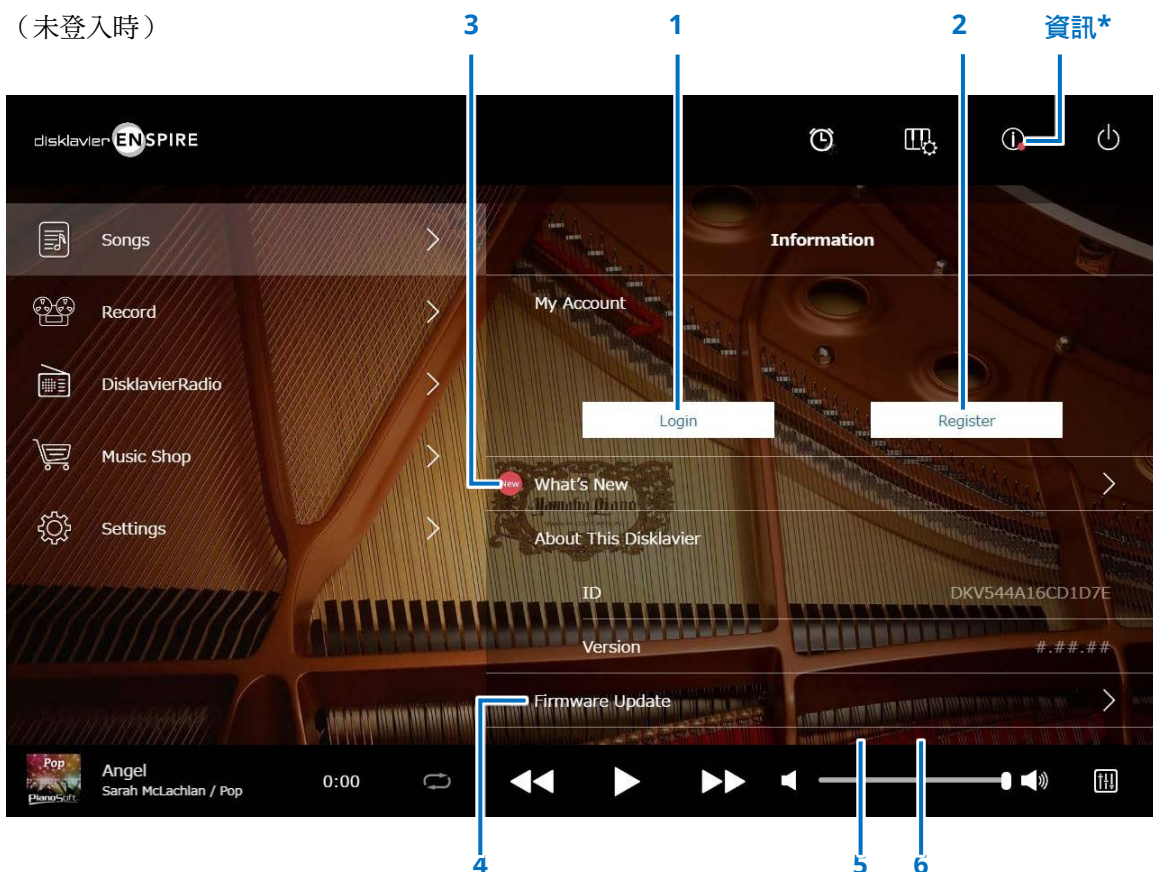 （未登入時）
3 1 2 資訊*
disklavier ENSPIRE
Songs
Record
DisklavierRadio
Music Shop
Settings
Information
My Account
Login Register
New What's New
Yamaha Piano
About This Disklavier
ID DKV544A16CD1D7E
Version #.##.##
Firmware Update
Pop
PianoSoft
Angel
Sarah McLachlan / Pop
0:00
4 5 6